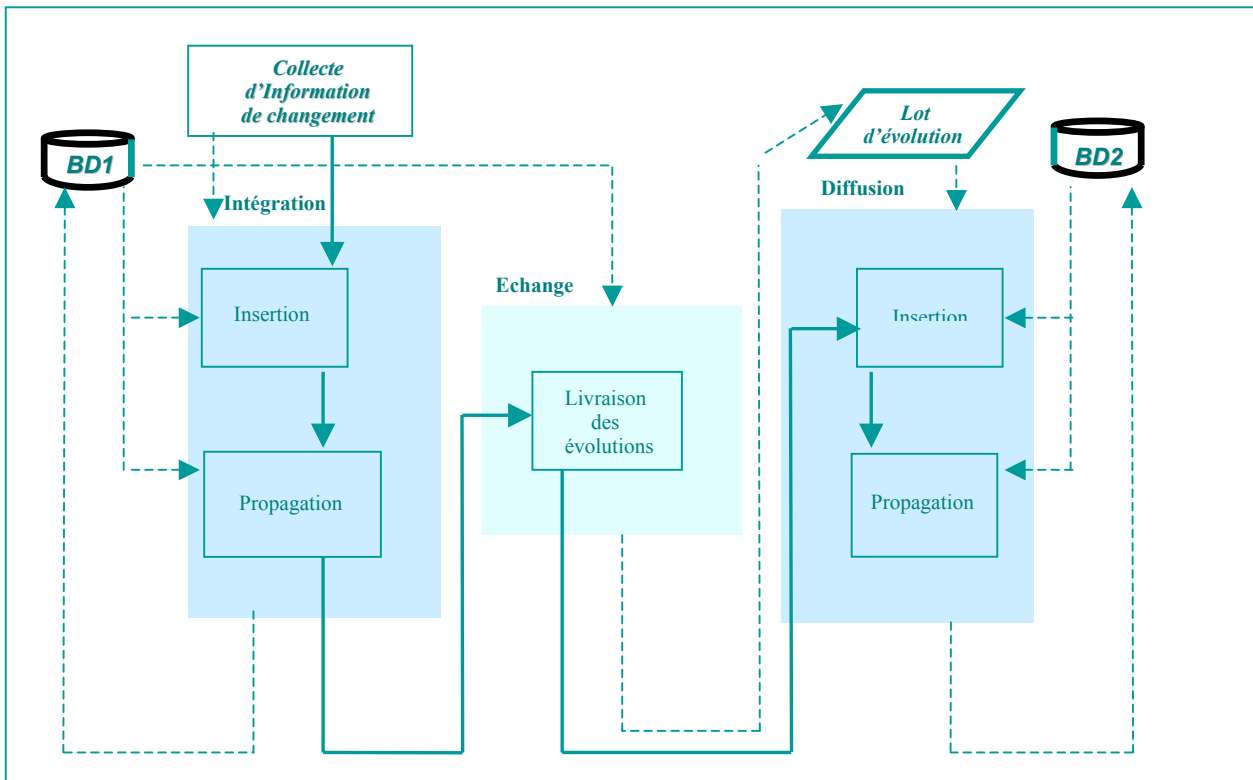 Collecte
d'Information
de changement
Lot
d'évolution
BD1
BD2
Intégration
Diffusion
Echange
Insertion
Insertion
Livraison
des
évolutions
Propagation
Propagation